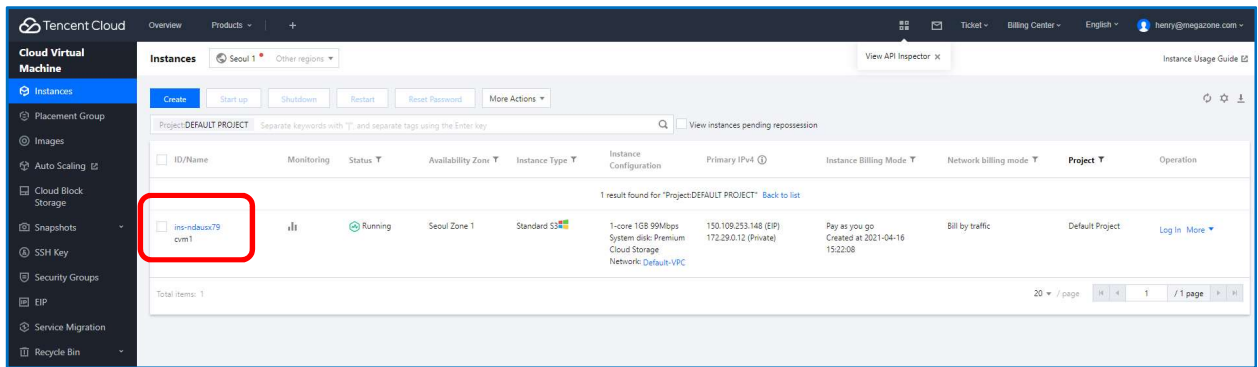 Tencent Cloud
Overview
Products
+
Ticket
Billing Center
English
henry@megazone.com
Cloud Virtual
Machine
Instances
Seoul 1
Other regions
View API Inspector ×
Instance Usage Guide
Instances
Placement Group
Images
Auto Scaling
Cloud Block
Storage
Snapshots
SSH Key
Security Groups
EIP
Service Migration
Recycle Bin
Create
Start up
Shutdown
Restart
Reset Password
More Actions
Project:DEFAULT PROJECT
Separate keywords with "|" and separate tags using the Enter key
View instances pending repossession
ID/Name
Monitoring
Status
Availability Zone
Instance Type
Instance
Configuration
Primary IPv4
Instance Billing Mode
Network billing mode
Project
Operation
1 result found for "Project:DEFAULT PROJECT" Back to list
ins-ndausx79
cvm1
Running
Seoul Zone 1
Standard S3
1-core 1GB 99Mbps
System disk: Premium
Cloud Storage
Network: Default-VPC
150.109.253.148 (EIP)
172.29.0.12 (Private)
Pay as you go
Created at 2021-04-16
15:22:08
Bill by traffic
Default Project
Log In More
Total items: 1
20 / page
1
/ 1 page